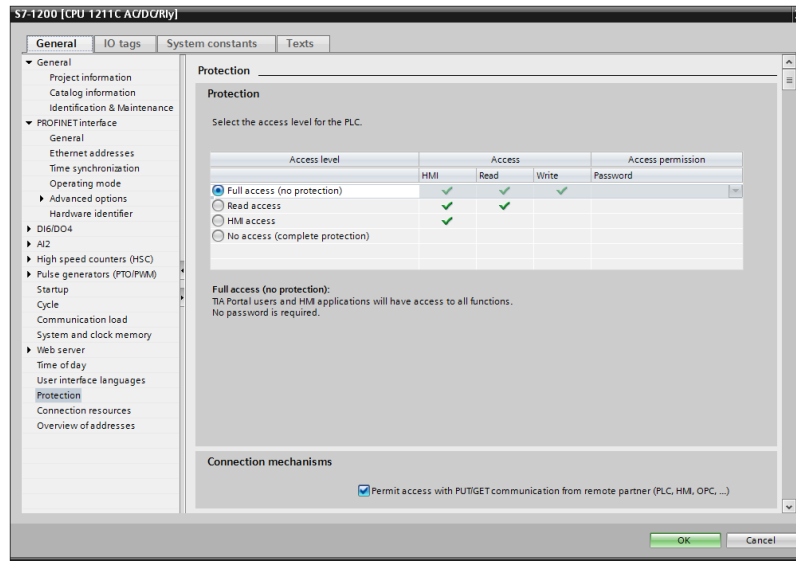 S7-1200 [CPU 1211C AC/DC/Rly]
General IO tags System constants Texts
General
Project information
Catalog information
Identification & Maintenance
PROFINET interface
General
Ethernet addresses
Time synchronization
Operating mode
Advanced options
Hardware identifier
DI6/DO4
AI2
High speed counters (HSC)
Pulse generators (PTO/PWM)
Startup
Cycle
Communication load
System and clock memory
Web server
Time of day
User interface languages
Protection
Connection resources
Overview of addresses
Protection
Protection
Select the access level for the PLC.
Access level Access Access permission
HMI Read Write Password
Full access (no protection)
Read access
HMI access
No access (complete protection)
Full access (no protection):
TIA Portal users and HMI applications will have access to all functions.
No password is required.
Connection mechanisms
Permit access with PUT/GET communication from remote partner (PLC, HMI, OPC, ...)
OK Cancel